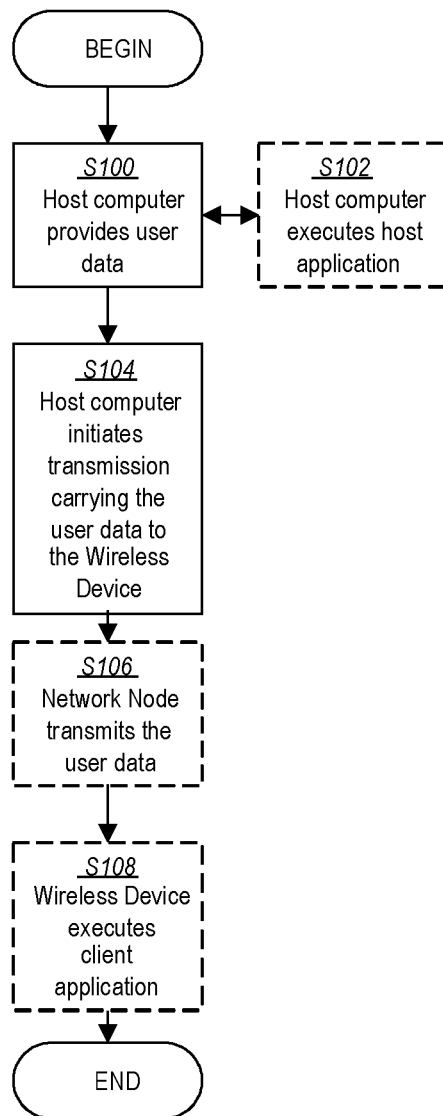 BEGIN
S100
Host computer
provides user
data
S102
Host computer
executes host
application
S104
Host computer
initiates
transmission
carrying the
user data to
the Wireless
Device
S106
Network Node
transmits the
user data
S108
Wireless Device
executes
client
application
END